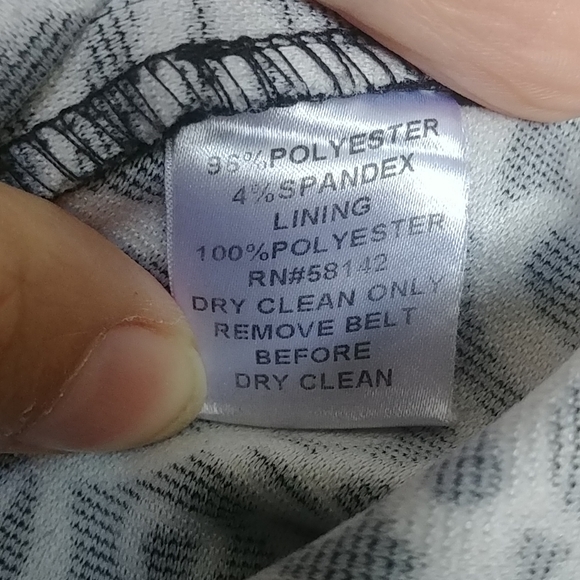 96%POLYESTER
4%SPANDEX
LINING
100%POLYESTER
RN#58142
DRY CLEAN ONLY
REMOVE BELT
BEFORE
DRY CLEAN